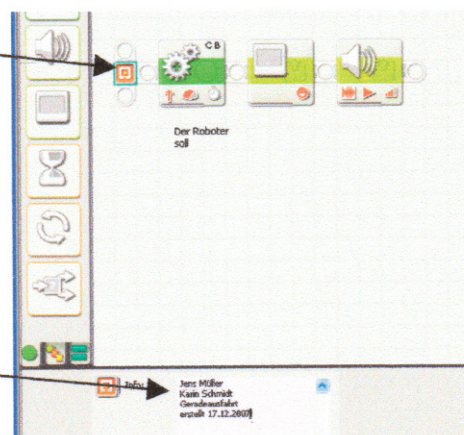 C B
Der Roboter
soll
Info:
Jens Müller
Karin Schmidt
Geradeausfahrt
erstellt 17.12.2007